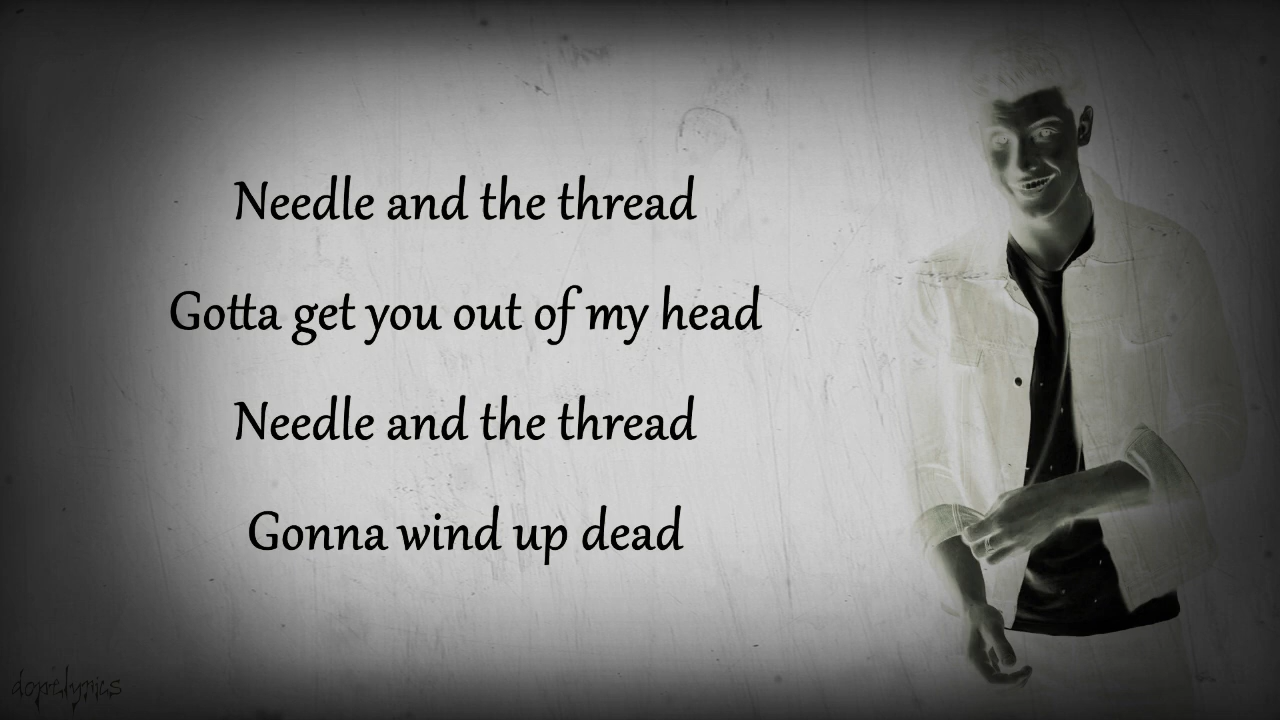 Needle and the thread
Gotta get you out of my head
Needle and the thread
Gonna wind up dead
dopelyrics